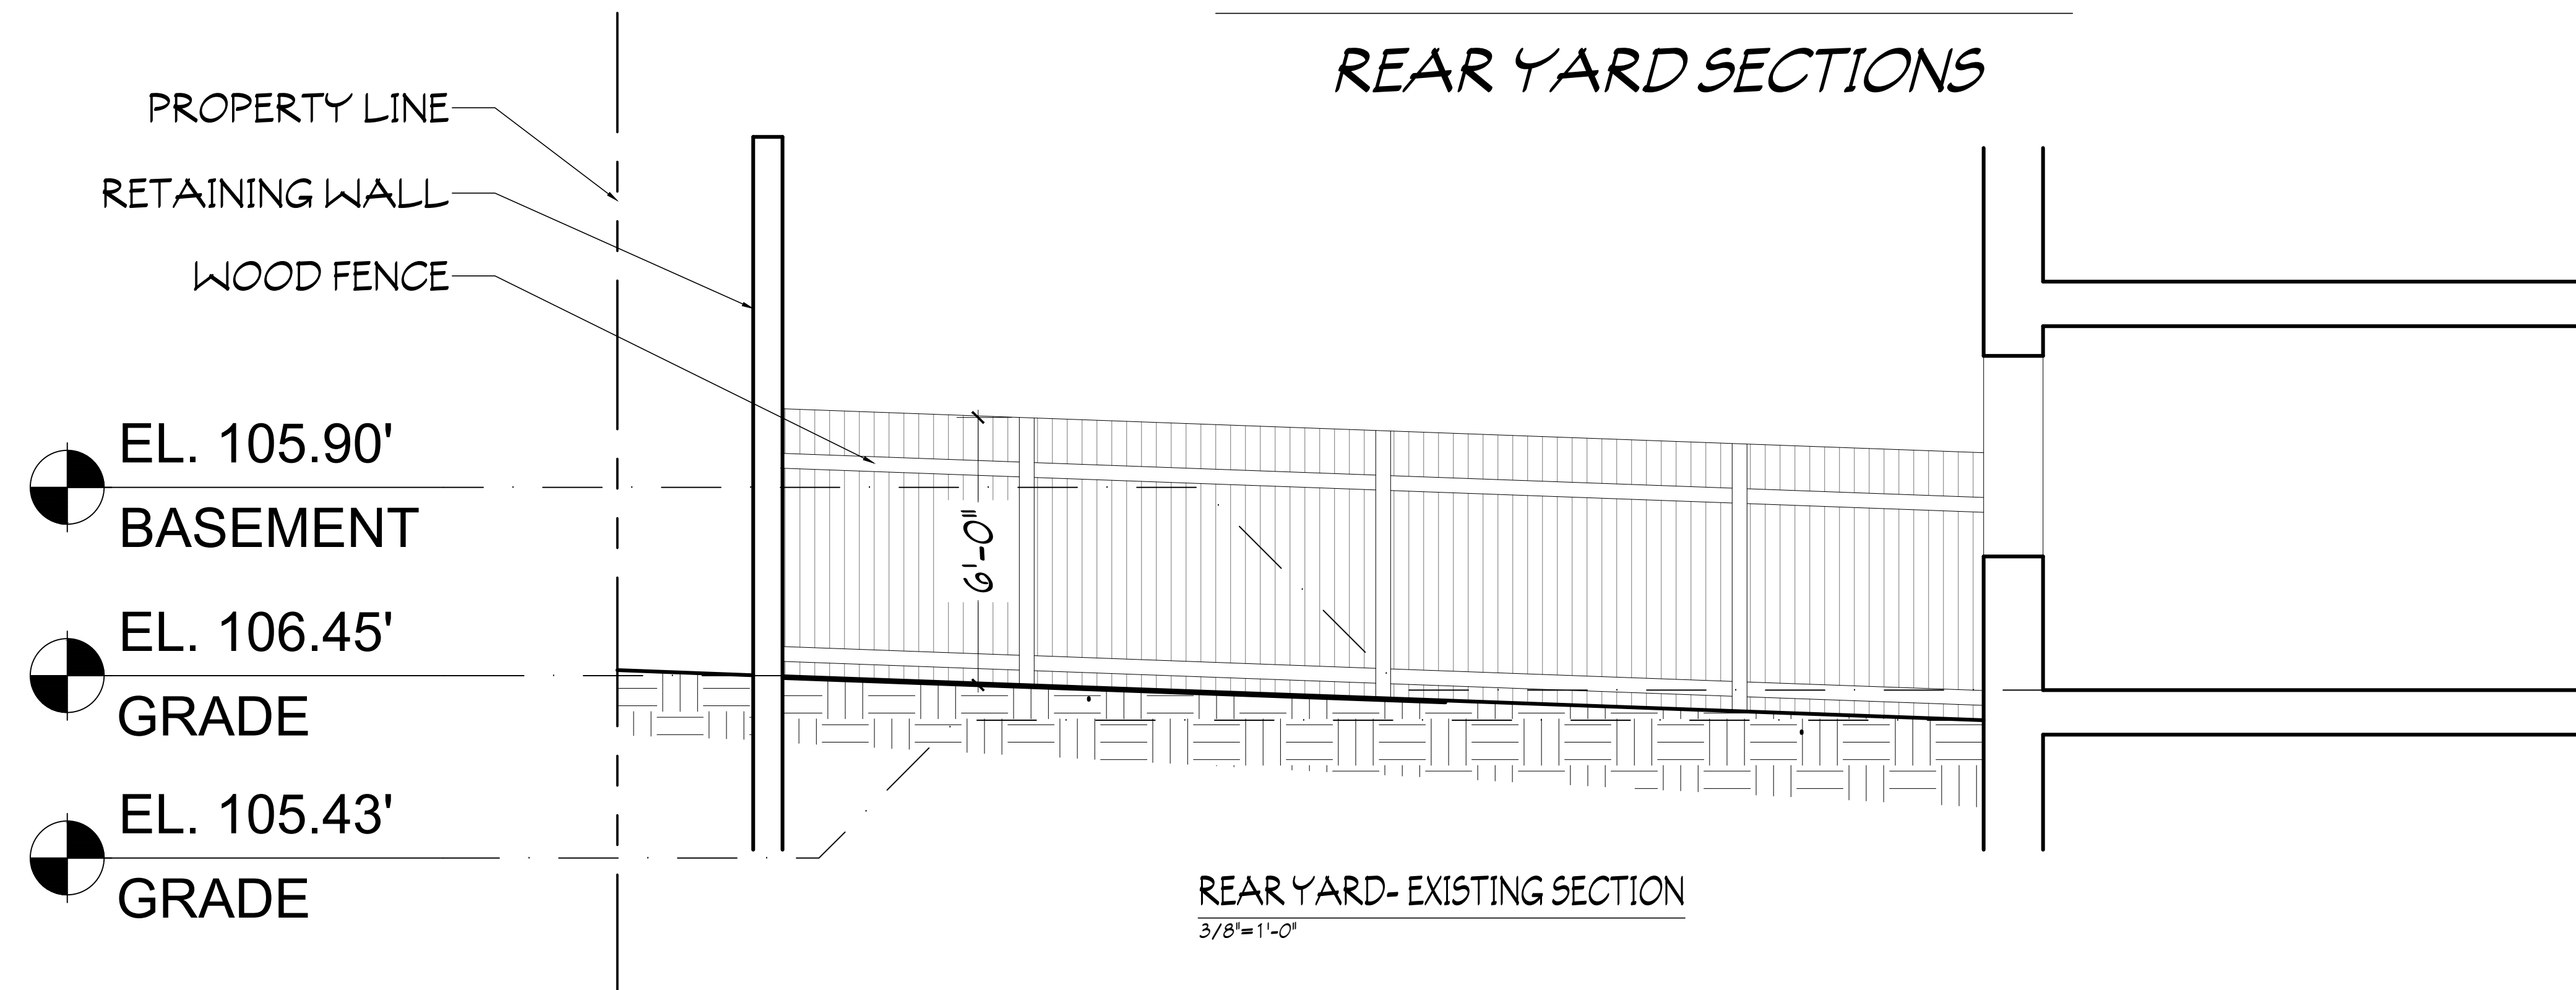 REAR YARD SECTIONS
PROPERTY LINE
RETAINING WALL
WOOD FENCE
EL. 105.90'
BASEMENT
6'-0"
EL. 106.45'
GRADE
EL. 105.43'
GRADE
REAR YARD- EXISTING SECTION
3/8"=1'-0"